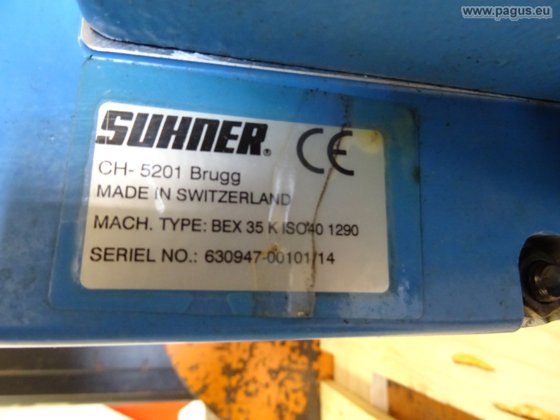 www.pagus.eu
SUHNER®
CE
CH- 5201 Brugg
MADE IN SWITZERLAND
MACH. TYPE: BEX 35 K ISO40 1290
SERIEL NO.: 630947-00101/14